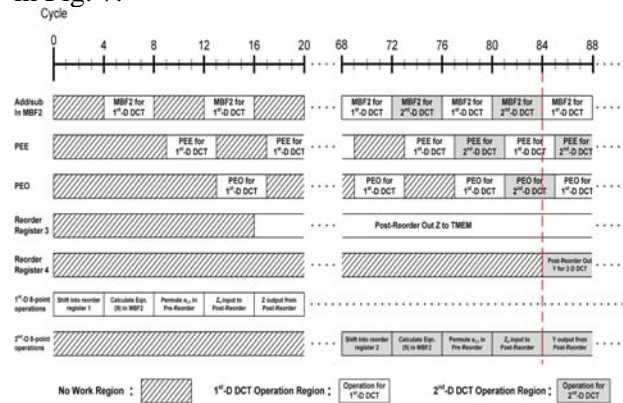 in Fig. 7.
Cycle
0 4 8 12 16 20 68 72 76 80 84 88
Add/sub in MBF2
MBF2 for 1st-D DCT
MBF2 for 1st-D DCT
MBF2 for 1st-D DCT
MBF2 for 2nd-D DCT
MBF2 for 1st-D DCT
MBF2 for 2nd-D DCT
MBF2 for 1st-D DCT
PEE
PEE for 1st-D DCT
PEE for 1st-D DCT
PEE for 1st-D DCT
PEE for 2nd-D DCT
PEE for 1st-D DCT
PEE for 2nd-D DCT
PEO
PEO for 1st-D DCT
PEO for 1st-D DCT
PEO for 1st-D DCT
PEO for 2nd-D DCT
PEO for 1st-D DCT
Reorder Register 3
Post-Reorder Out Z to TMEM
Reorder Register 4
Post-Reorder Out Y for 2-D DCT
1st-D 8-point operations
Shift into reorder register 1
Calculate Eqn. (8) in MBF2
Permute in Pre-Reorder
input to Post-Reorder
Z output from Post-Reorder
2nd-D 8-point operations
Shift into reorder register 2
Calculate Eqn. (8) in MBF2
Permute in Pre-Reorder
input to Post-Reorder
Y output from Post-Reorder
No Work Region :
1st-D DCT Operation Region :
Operation for 1st-D DCT
2nd-D DCT Operation Region :
Operation for 2nd-D DCT